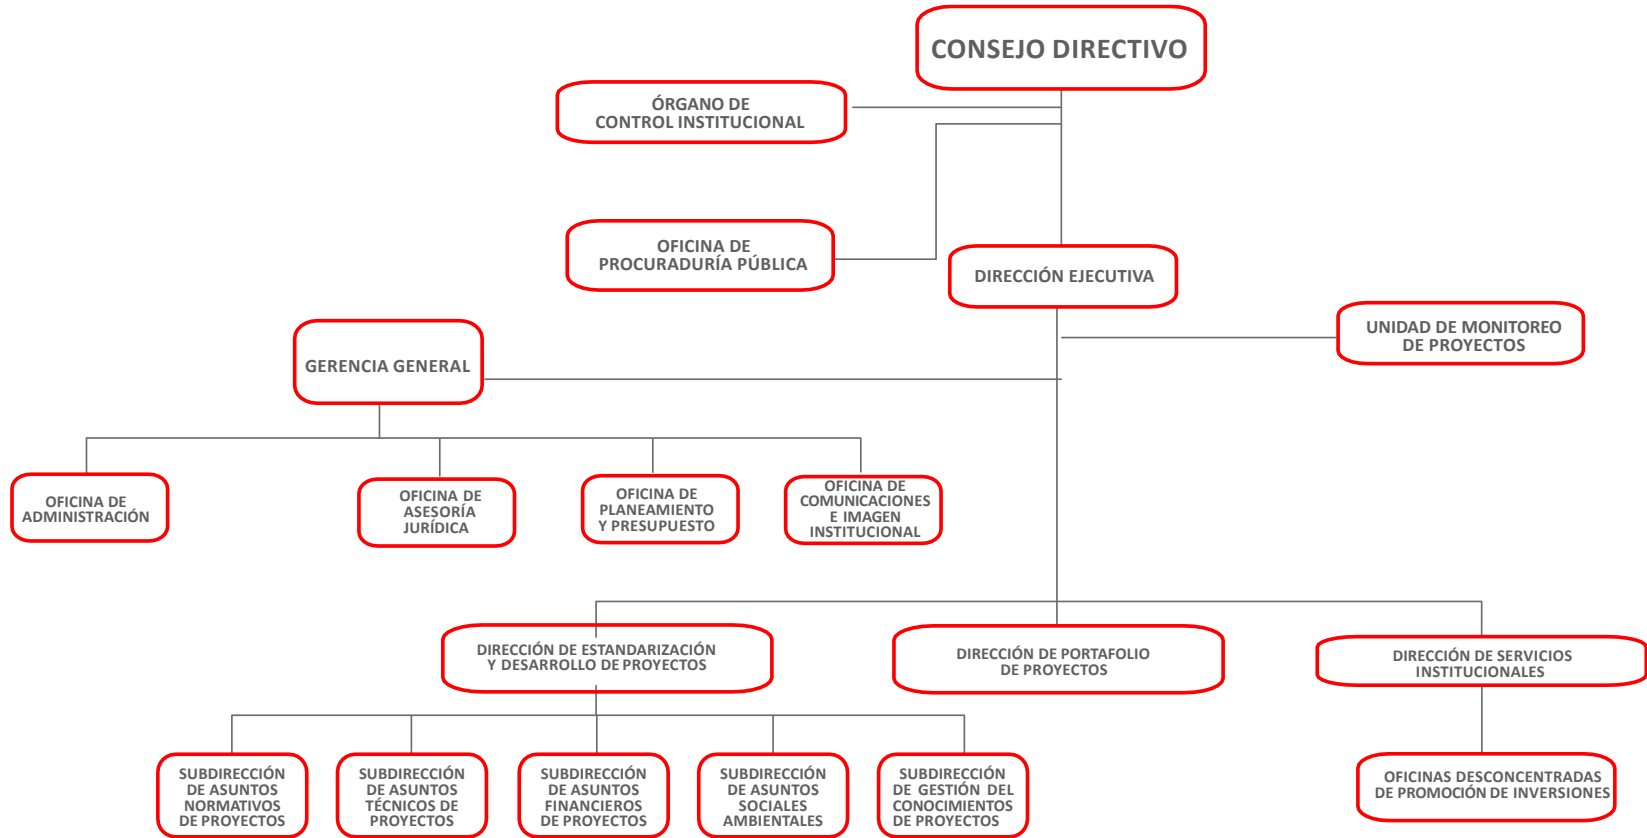 CONSEJO DIRECTIVO
ÓRGANO DE
CONTROL INSTITUCIONAL
OFICINA DE
PROCURADURÍA PÚBLICA
DIRECCIÓN EJECUTIVA
UNIDAD DE MONITOREO
DE PROYECTOS
GERENCIA GENERAL
OFICINA DE
ADMINISTRACIÓN
OFICINA DE
ASESORÍA
JURÍDICA
OFICINA DE
PLANEAMIENTO
Y PRESUPUESTO
OFICINA DE
COMUNICACIONES
E IMAGEN
INSTITUCIONAL
DIRECCIÓN DE ESTANDARIZACIÓN
Y DESARROLLO DE PROYECTOS
DIRECCIÓN DE PORTAFOLIO
DE PROYECTOS
DIRECCIÓN DE SERVICIOS
INSTITUCIONALES
SUBDIRECCIÓN
DE ASUNTOS
NORMATIVOS
DE PROYECTOS
SUBDIRECCIÓN
DE ASUNTOS
TÉCNICOS DE
PROYECTOS
SUBDIRECCIÓN
DE ASUNTOS
FINANCIEROS
DE PROYECTOS
SUBDIRECCIÓN
DE ASUNTOS
SOCIALES
AMBIENTALES
SUBDIRECCIÓN
DE GESTIÓN DEL
CONOCIMIENTOS
DE PROYECTOS
OFICINAS DESCONCENTRADAS
DE PROMOCIÓN DE INVERSIONES